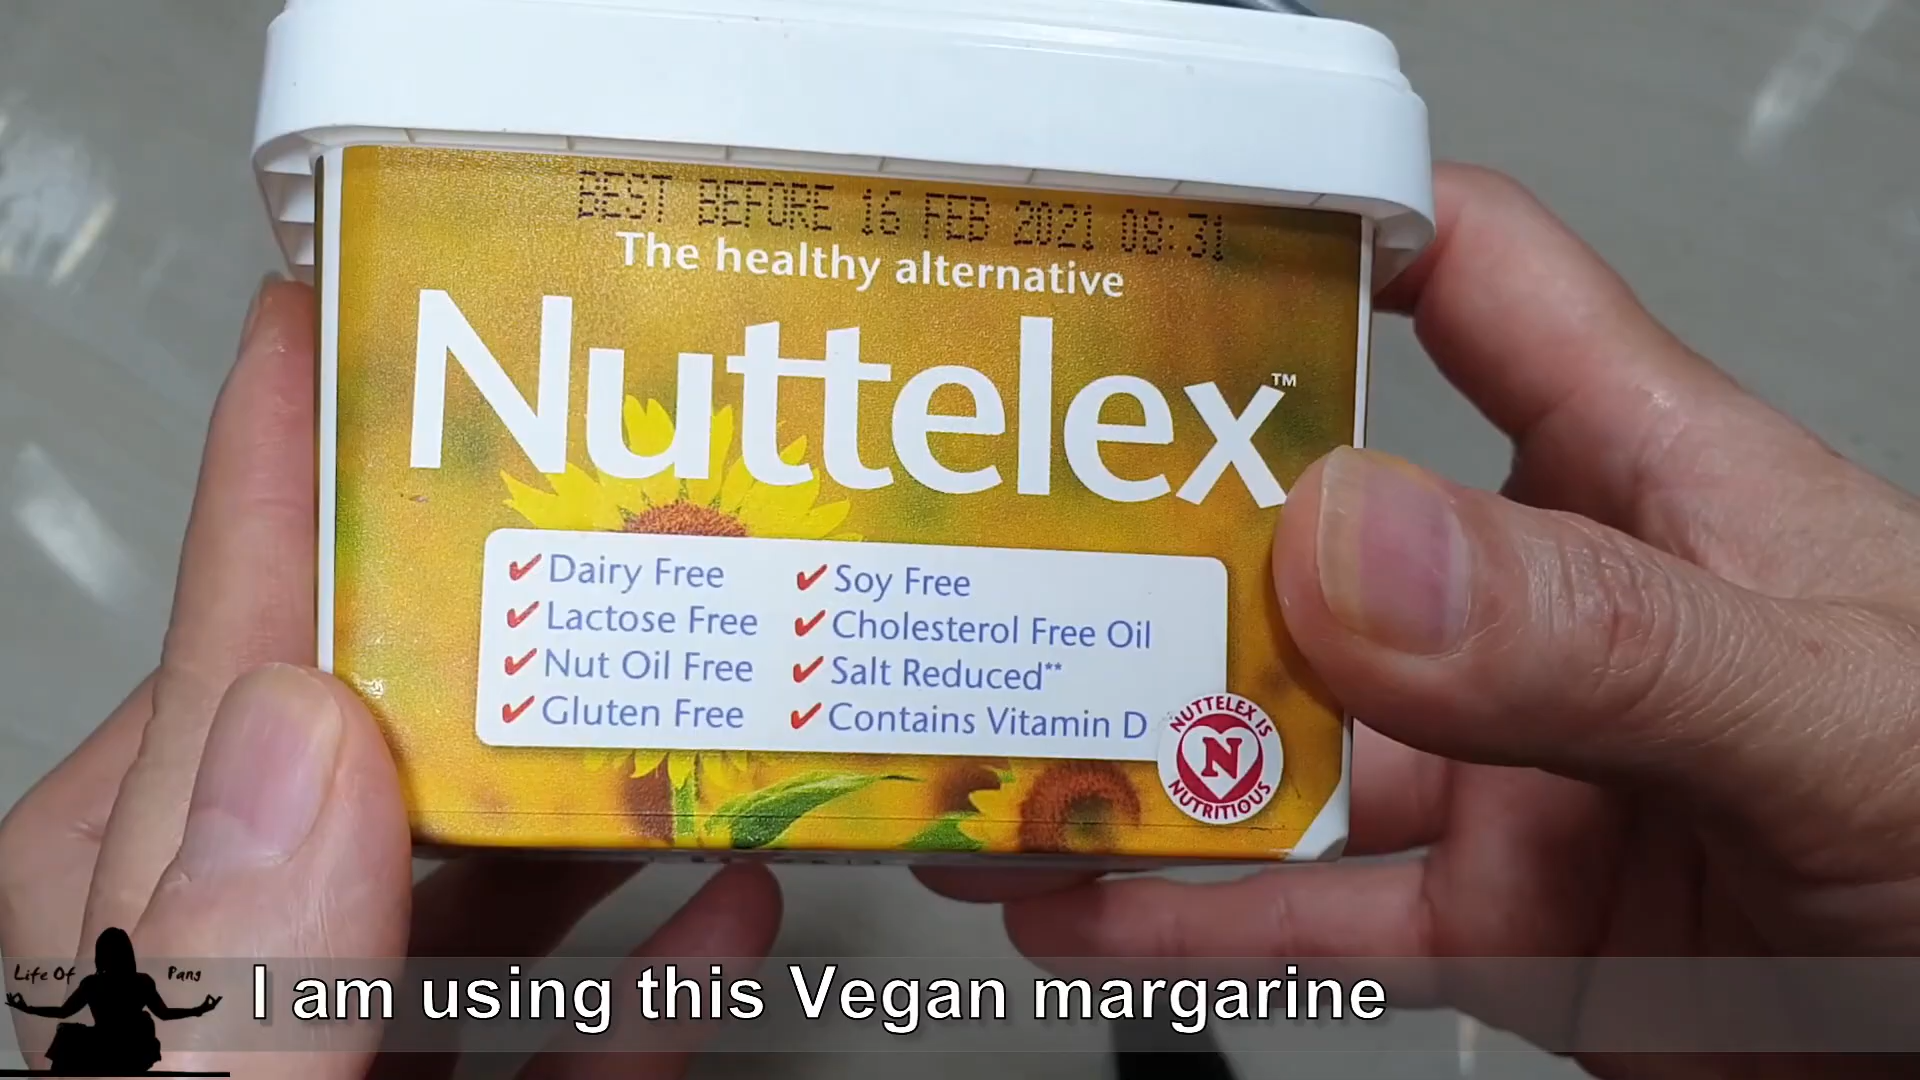 BEST BEFORE 16 FEB 2021 08:31
The healthy alternative
Nuttelex™
✔ Dairy Free
✔ Lactose Free
✔ Nut Oil Free
✔ Gluten Free
✔ Soy Free
✔ Cholesterol Free Oil
✔ Salt Reduced**
✔ Contains Vitamin D
NUTTELEX IS
N
NUTRITIOUS
Life Of Pang
I am using this Vegan margarine